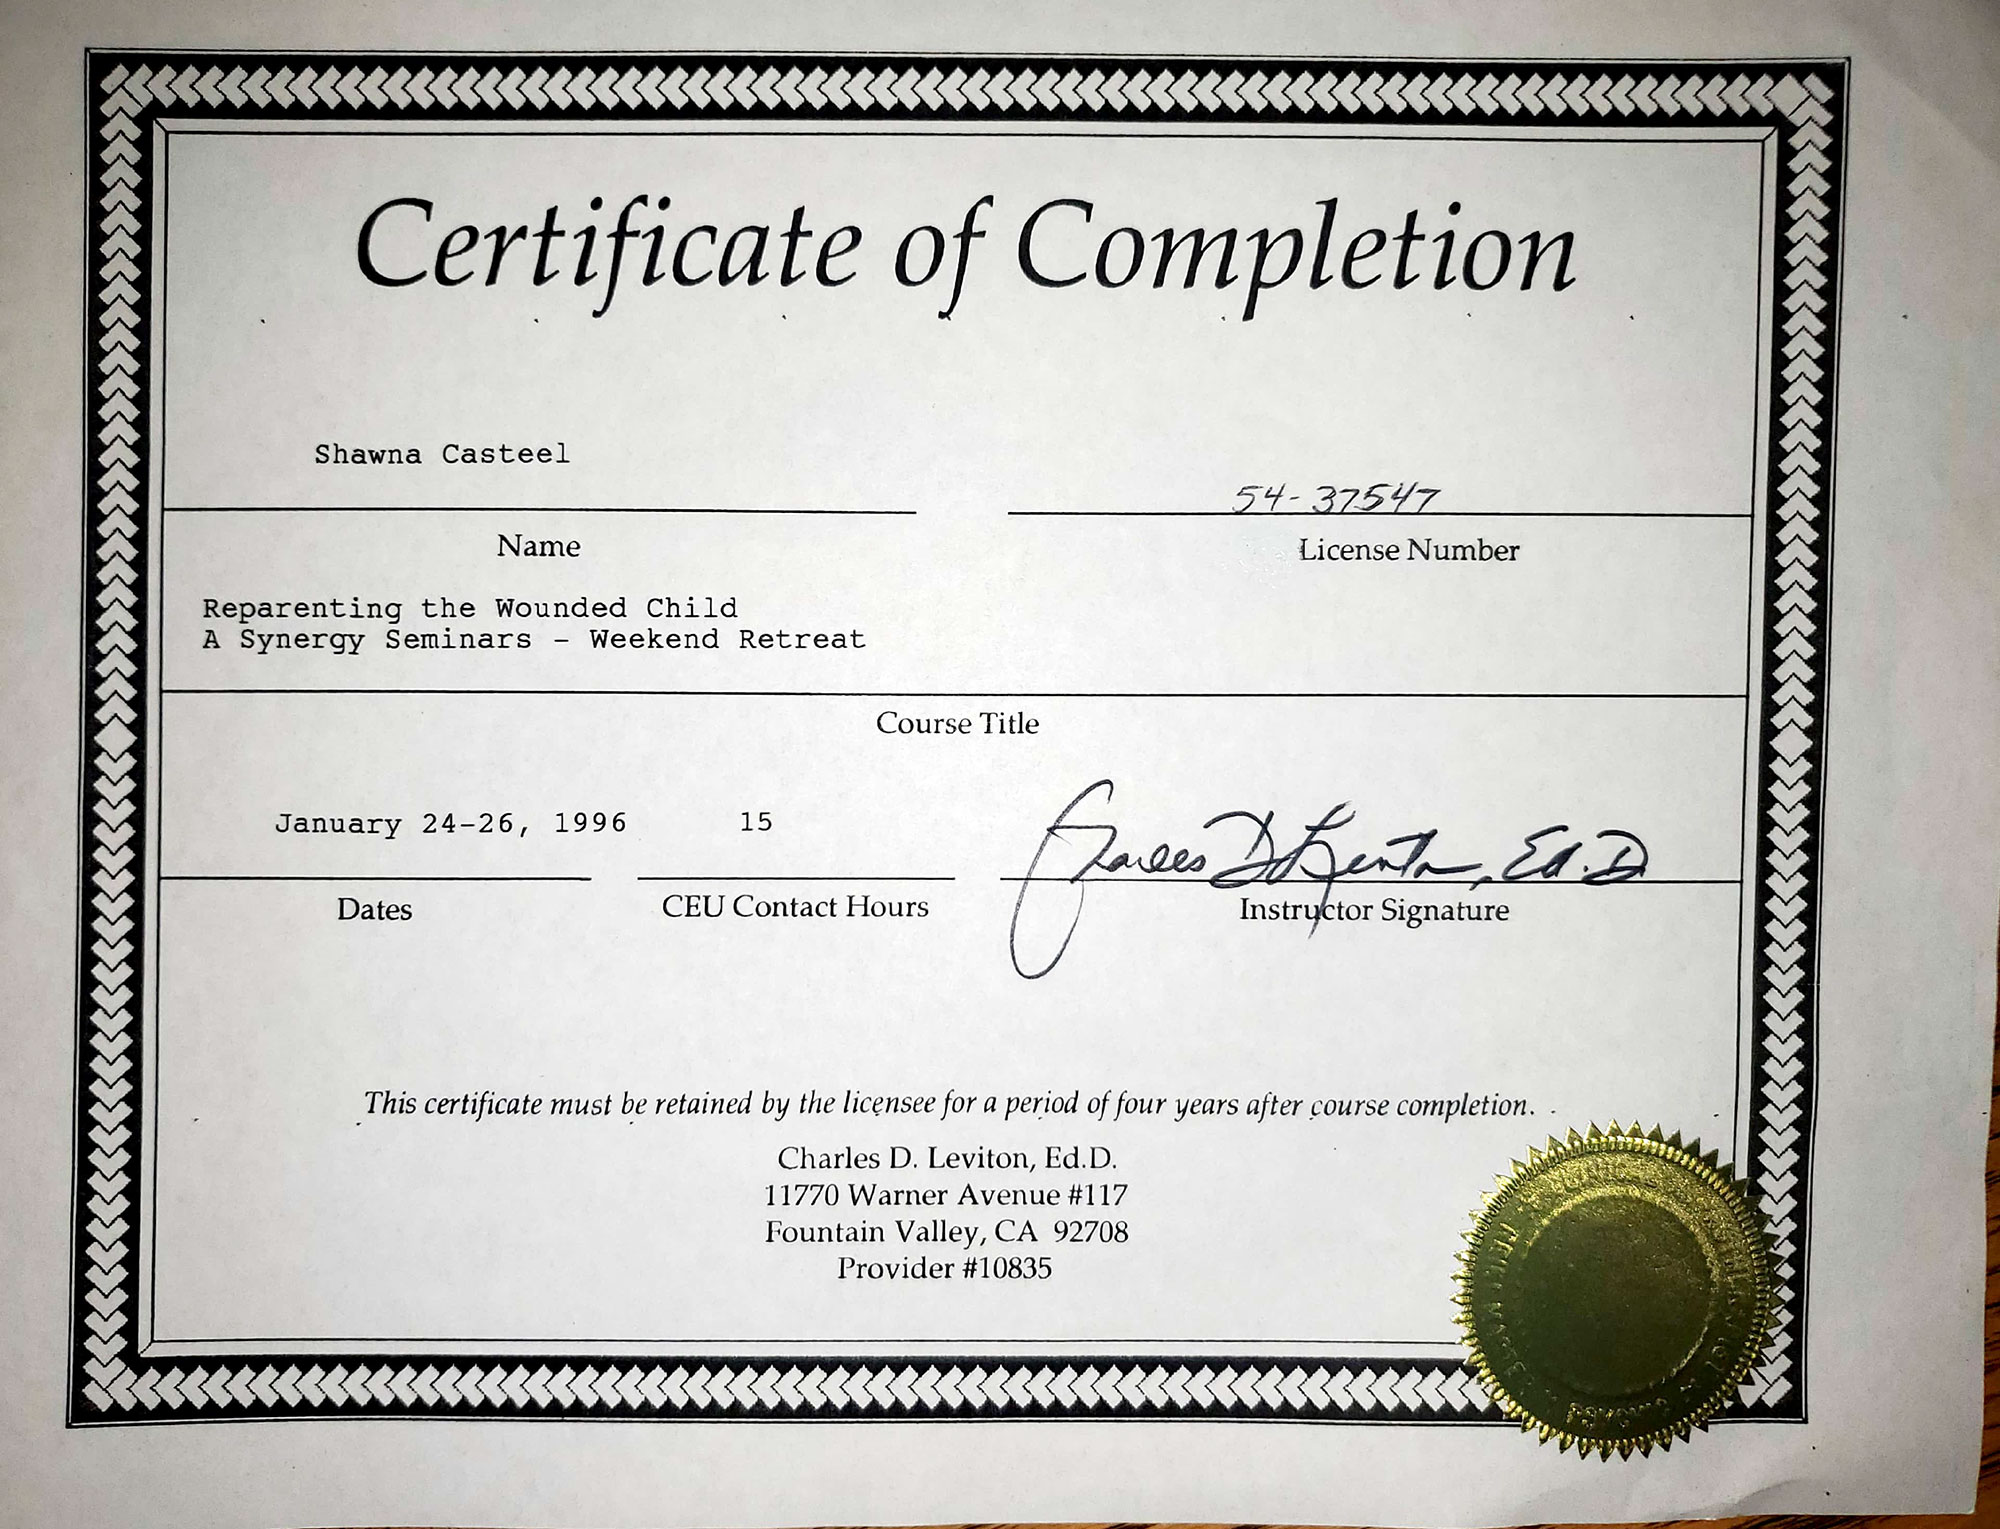 Certificate of Completion
Shawna Casteel
54-37547
Name
License Number
Reparenting the Wounded Child
A Synergy Seminars - Weekend Retreat
Course Title
January 24-26, 1996
15
Charles D Leviton, Ed.D
Dates
CEU Contact Hours
Instructor Signature
This certificate must be retained by the licensee for a period of four years after course completion.
Charles D. Leviton, Ed.D.
11770 Warner Avenue #117
Fountain Valley, CA 92708
Provider #10835